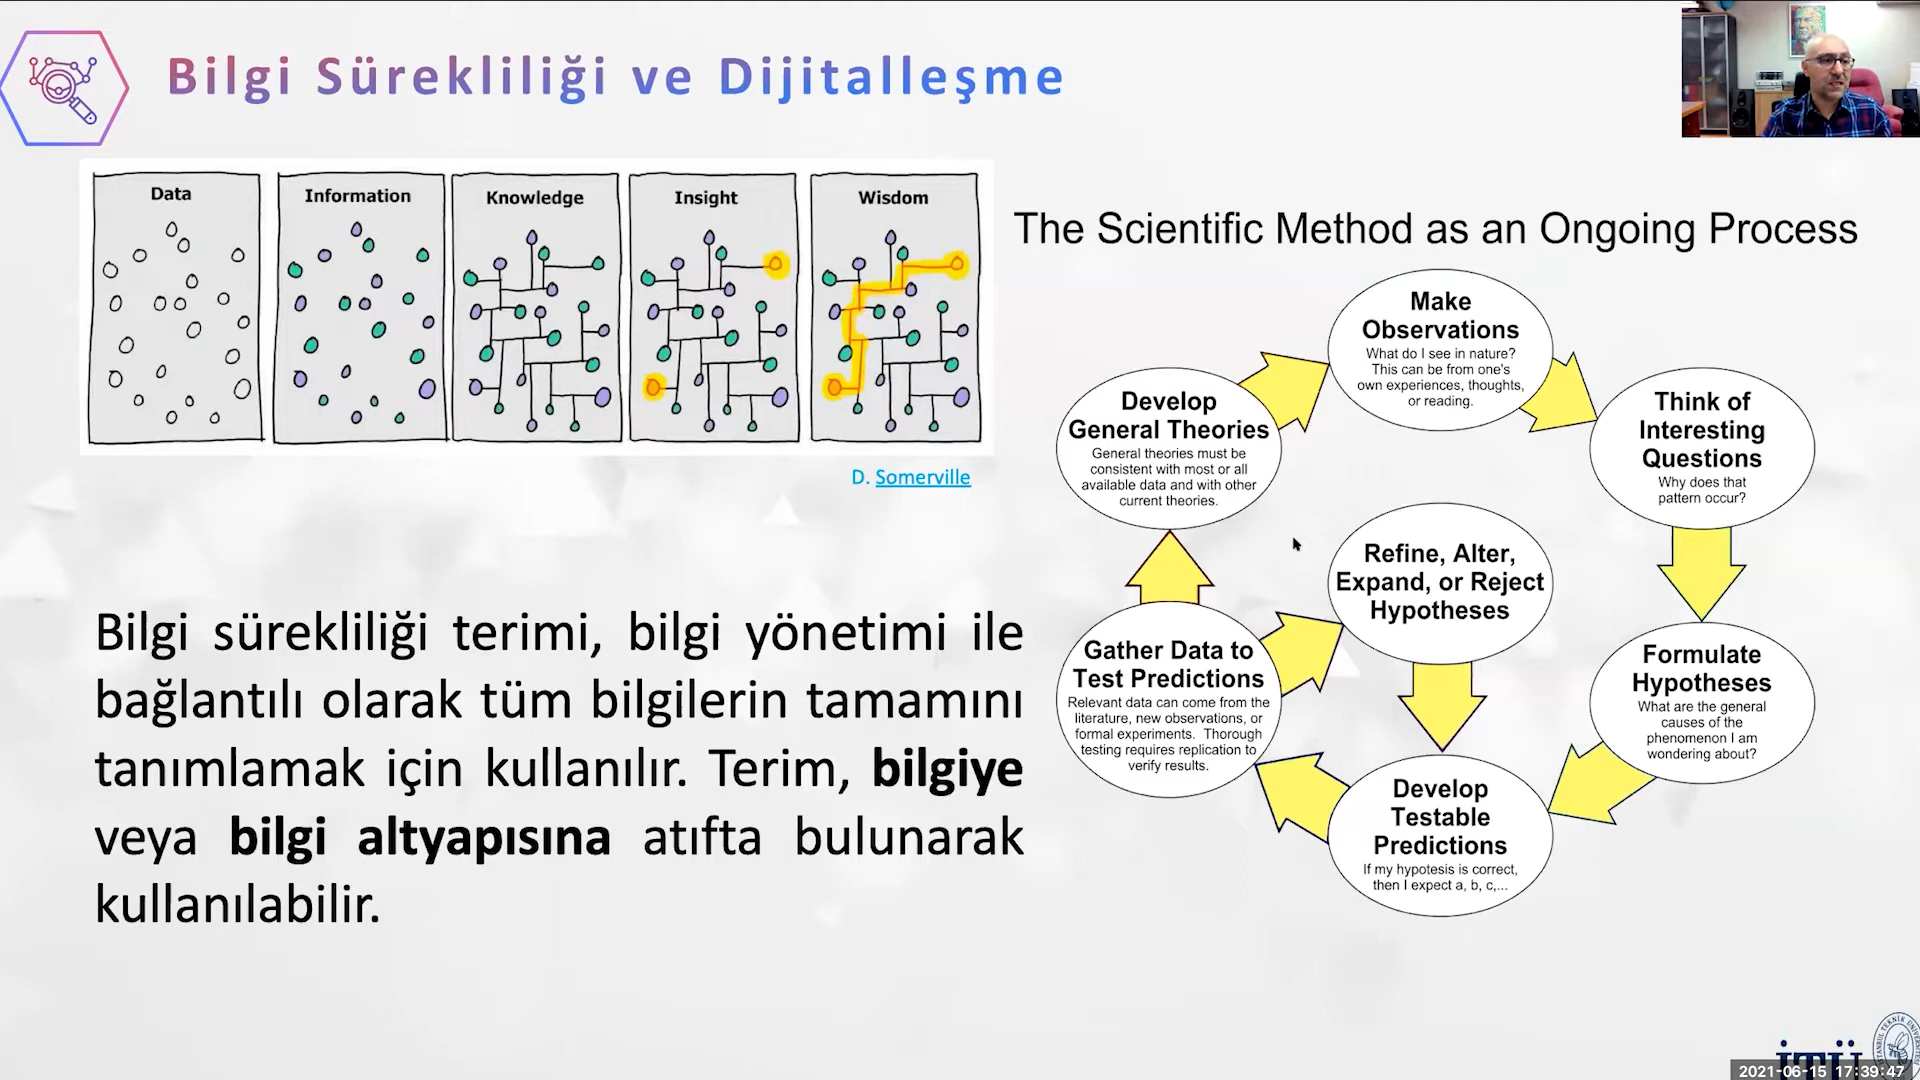 Bilgi Sürekliliği ve Dijitalleşme
Data
Information
Knowledge
Insight
Wisdom
D. Somerville
Bilgi sürekliliği terimi, bilgi yönetimi ile
bağlantılı olarak tüm bilgilerin tamamını
tanımlamak için kullanılır. Terim, bilgiye
veya bilgi altyapısına atıfta bulunarak
kullanılabilir.
The Scientific Method as an Ongoing Process
Make
Observations
What do I see in nature?
This can be from one's
own experiences, thoughts,
or reading.
Think of
Interesting
Questions
Why does that
pattern occur?
Formulate
Hypotheses
What are the general
causes of the
phenomenon I am
wondering about?
Develop
Testable
Predictions
If my hypotesis is correct,
then I expect a, b, c,...
Gather Data to
Test Predictions
Relevant data can come from the
literature, new observations, or
formal experiments. Thorough
testing requires replication to
verify results.
Refine, Alter,
Expand, or Reject
Hypotheses
Develop
General Theories
General theories must be
consistent with most or all
available data and with other
current theories.
İTÜ
2021-06-15 17:39:47